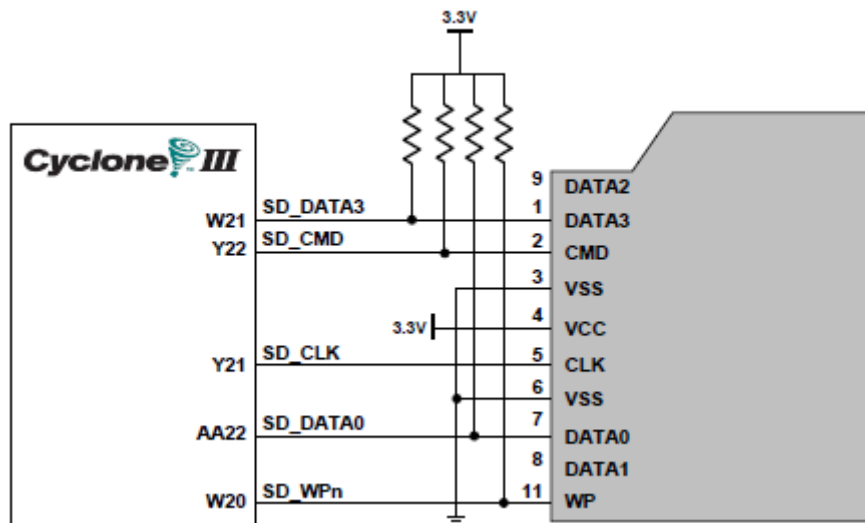 3.3V
Cyclone III
9 DATA2
W21 SD_DATA3 1 DATA3
Y22 SD_CMD 2 CMD
3 VSS
3.3V 4 VCC
Y21 SD_CLK 5 CLK
6 VSS
AA22 SD_DATA0 7 DATA0
8 DATA1
W20 SD_WPn 11 WP